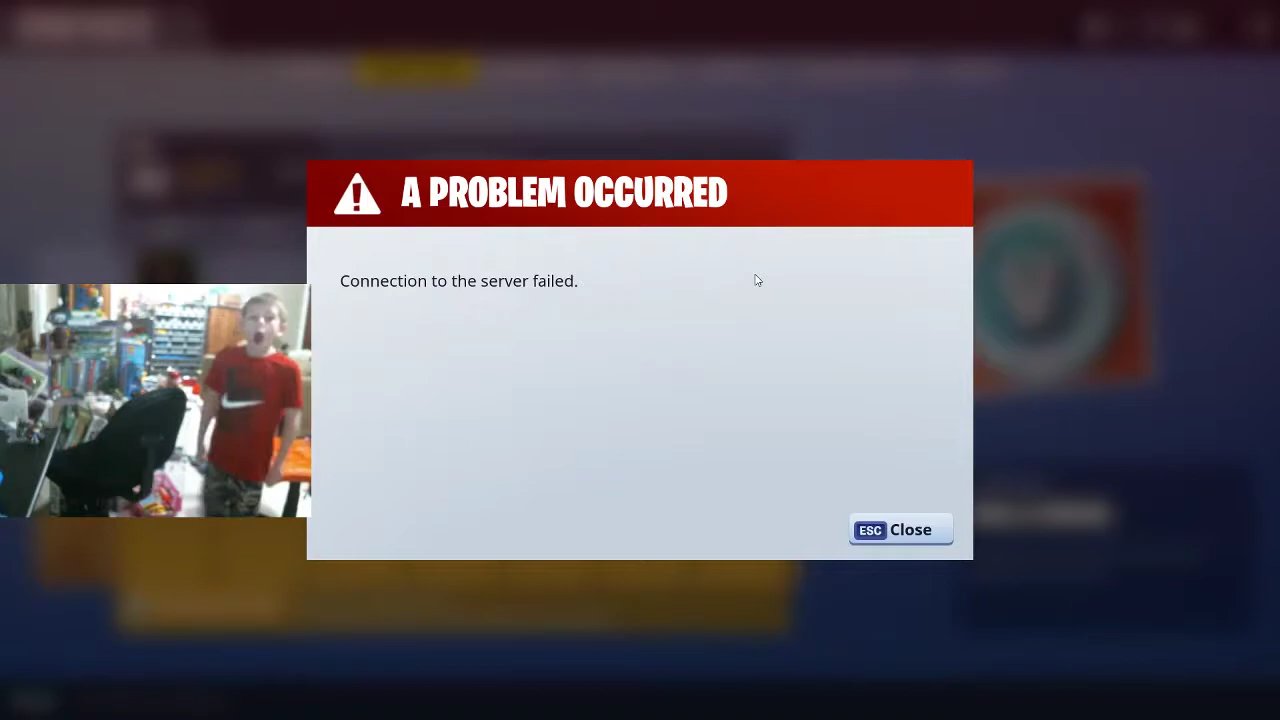 A PROBLEM OCCURRED
Connection to the server failed.
ESC Close